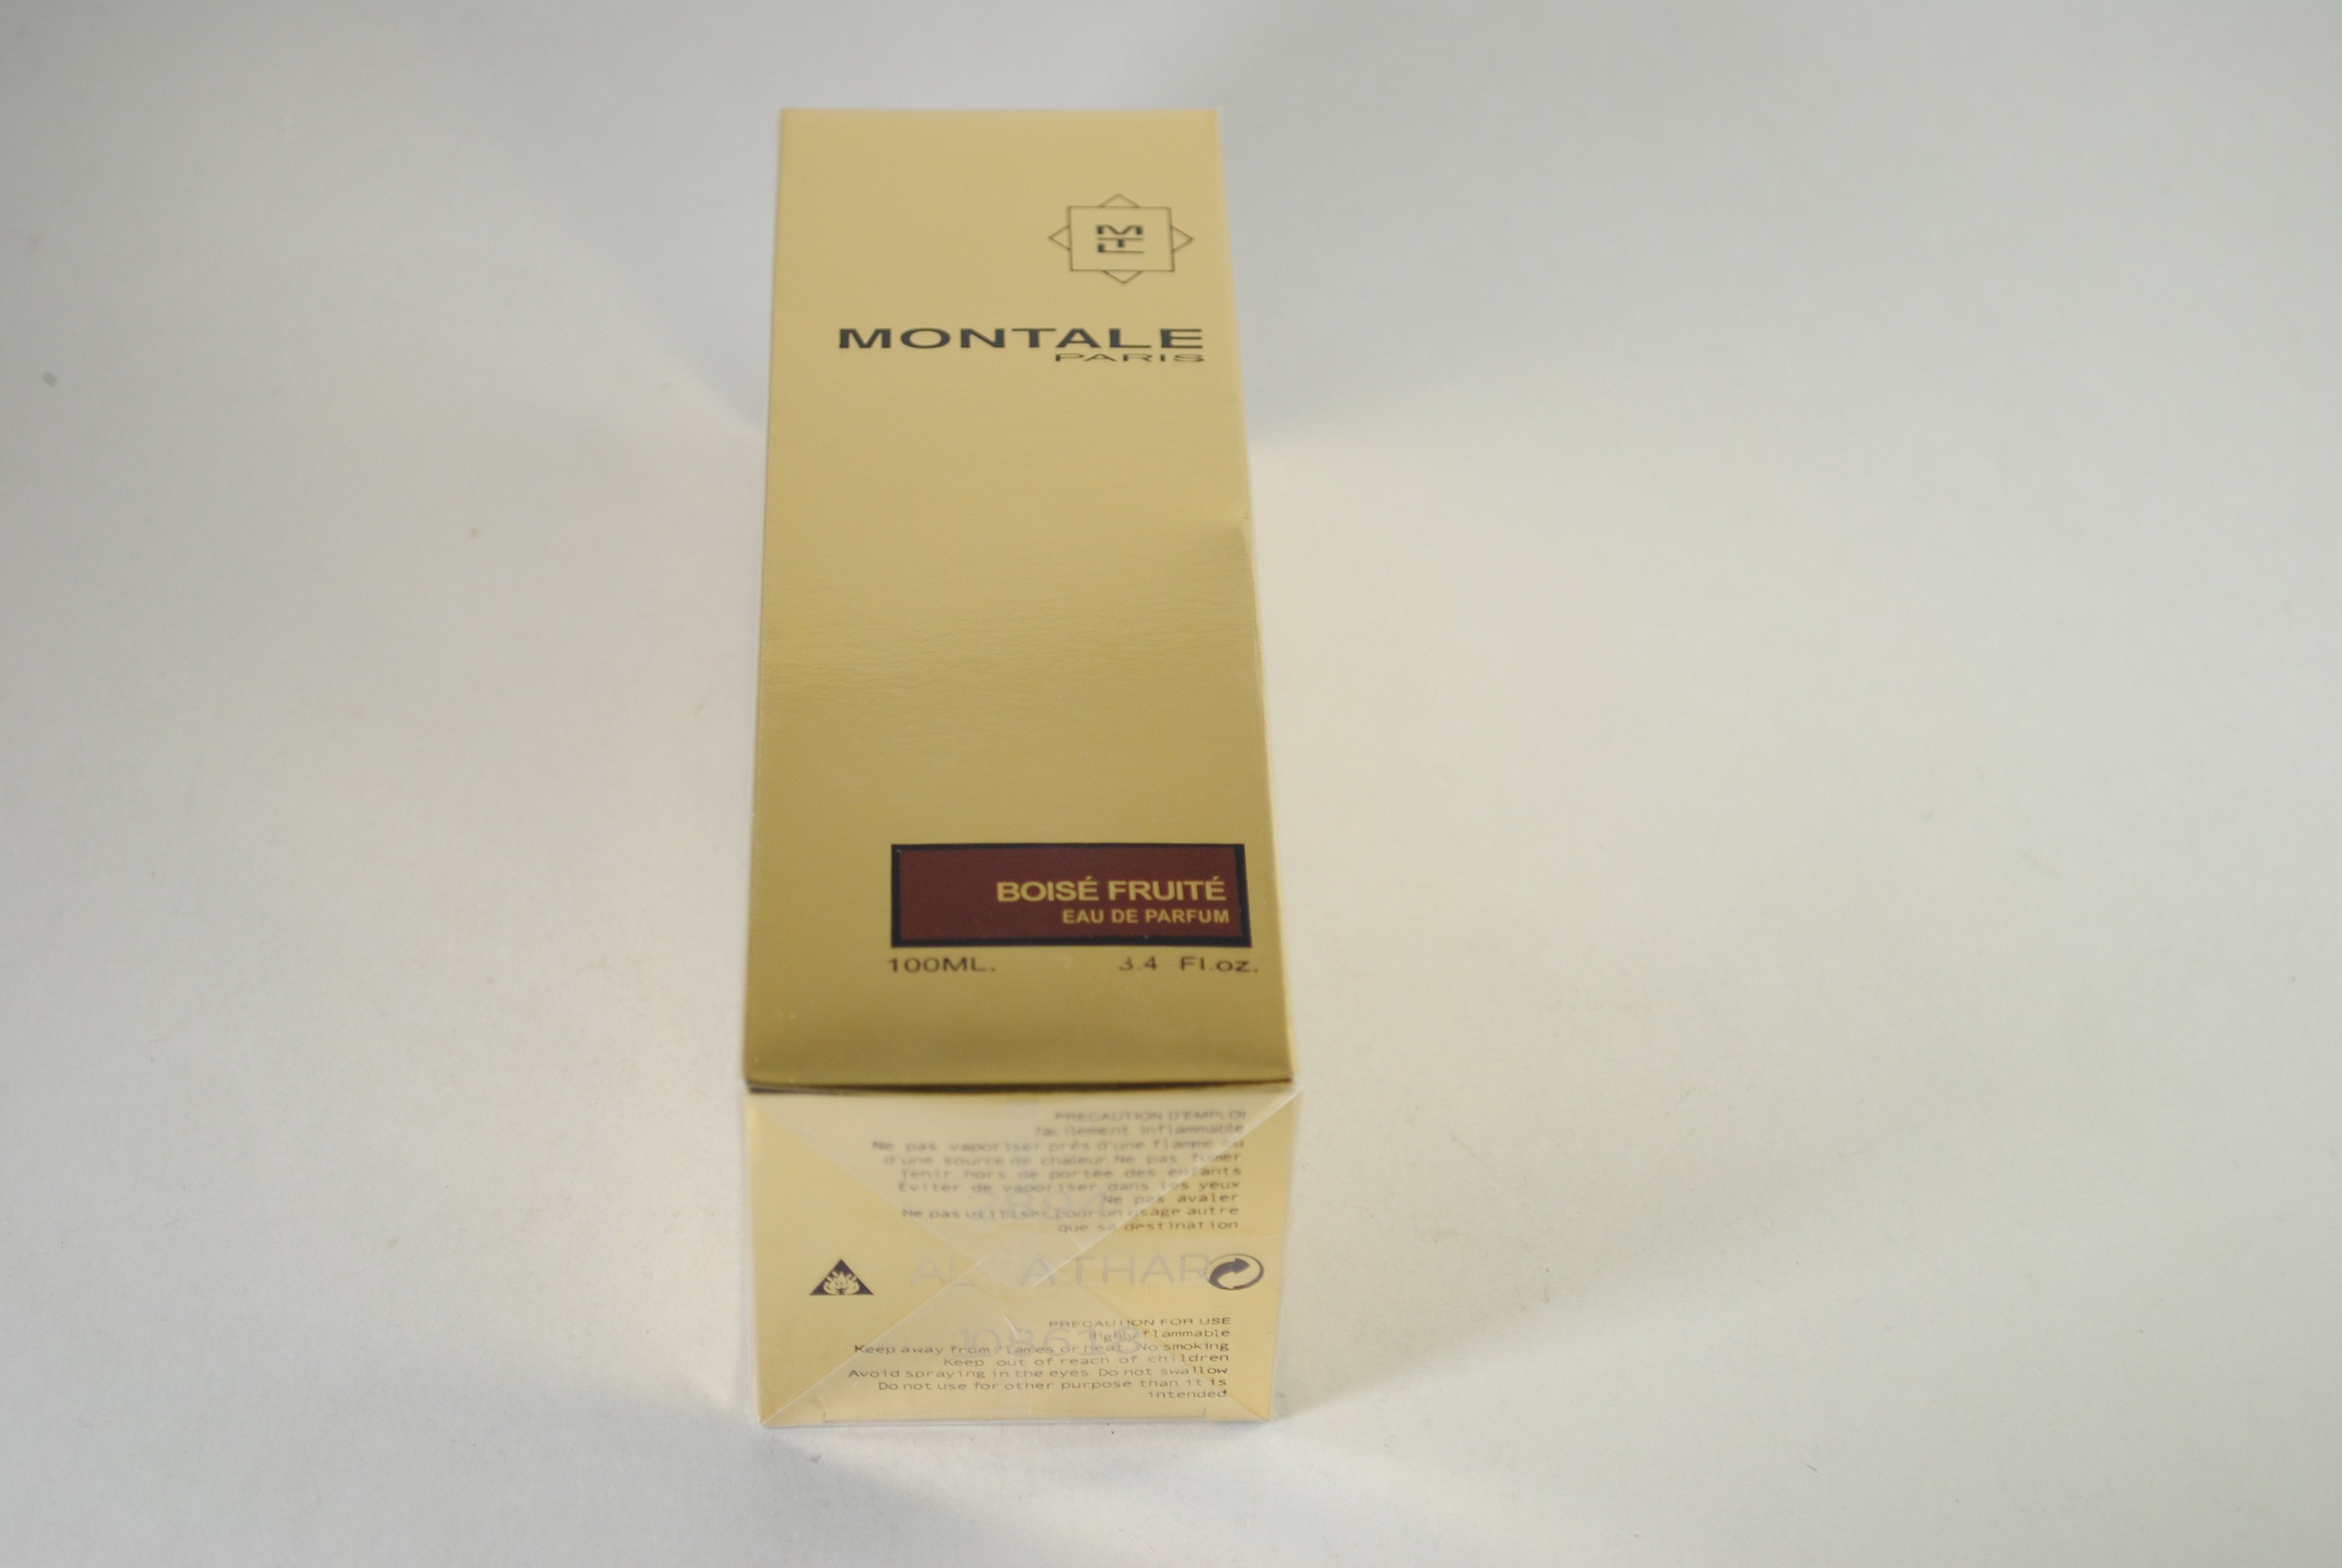 MTL
MONTALE
PARIS
BOISÉ FRUITÉ
EAU DE PARFUM
100ML. 3.4 Fl.oz.
PRECAUTION D'EMPLOI
facilement inflammable
Ne pas vaporiser près d'une flamme ou
d'une source de chaleur Ne pas fumer
Tenir hors de portée des enfants
Eviter de vaporiser dans les yeux
Ne pas avaler
Ne pas utiliser pour un usage autre
que sa destination
PRECAUTION FOR USE
Highly flammable
Keep away from flames or heat No smoking
Keep out of reach of children
Avoid spraying in the eyes Do not swallow
Do not use for other purpose than it is
intended